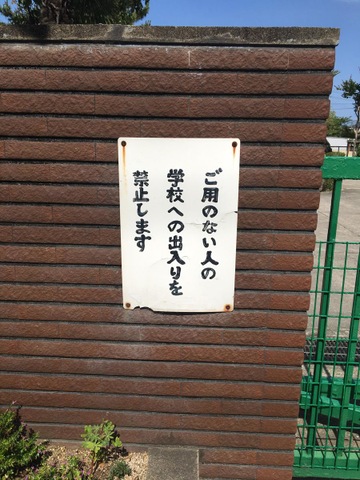 ご用のない人の
学校への出入りを
禁止します